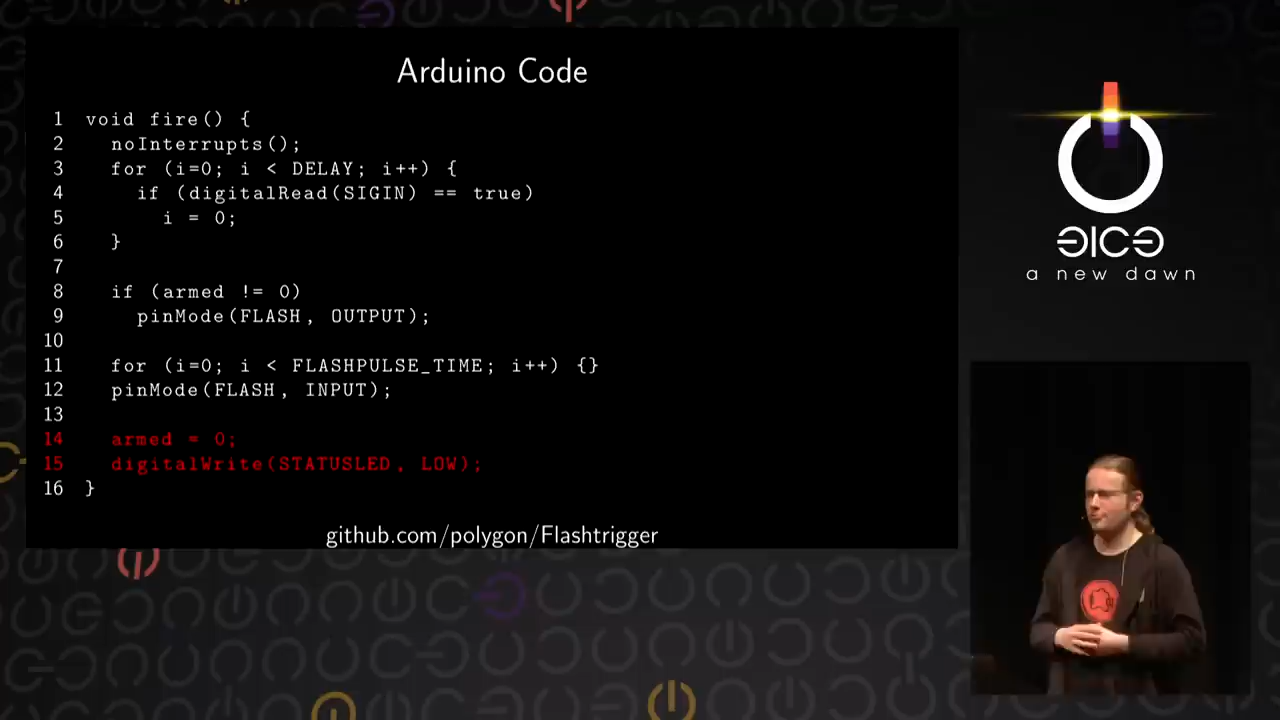 Arduino Code
1 void fire() {
2 noInterrupts();
3 for (i=0; i < DELAY; i++) {
4 if (digitalRead(SIGIN) == true)
5 i = 0;
6 }
7
8 if (armed != 0)
9 pinMode(FLASH, OUTPUT);
10
11 for (i=0; i < FLASHPULSE_TIME; i++) {}
12 pinMode(FLASH, INPUT);
13
14 armed = 0;
15 digitalWrite(STATUSLED, LOW);
16 }
github.com/polygon/Flashtrigger
a new dawn